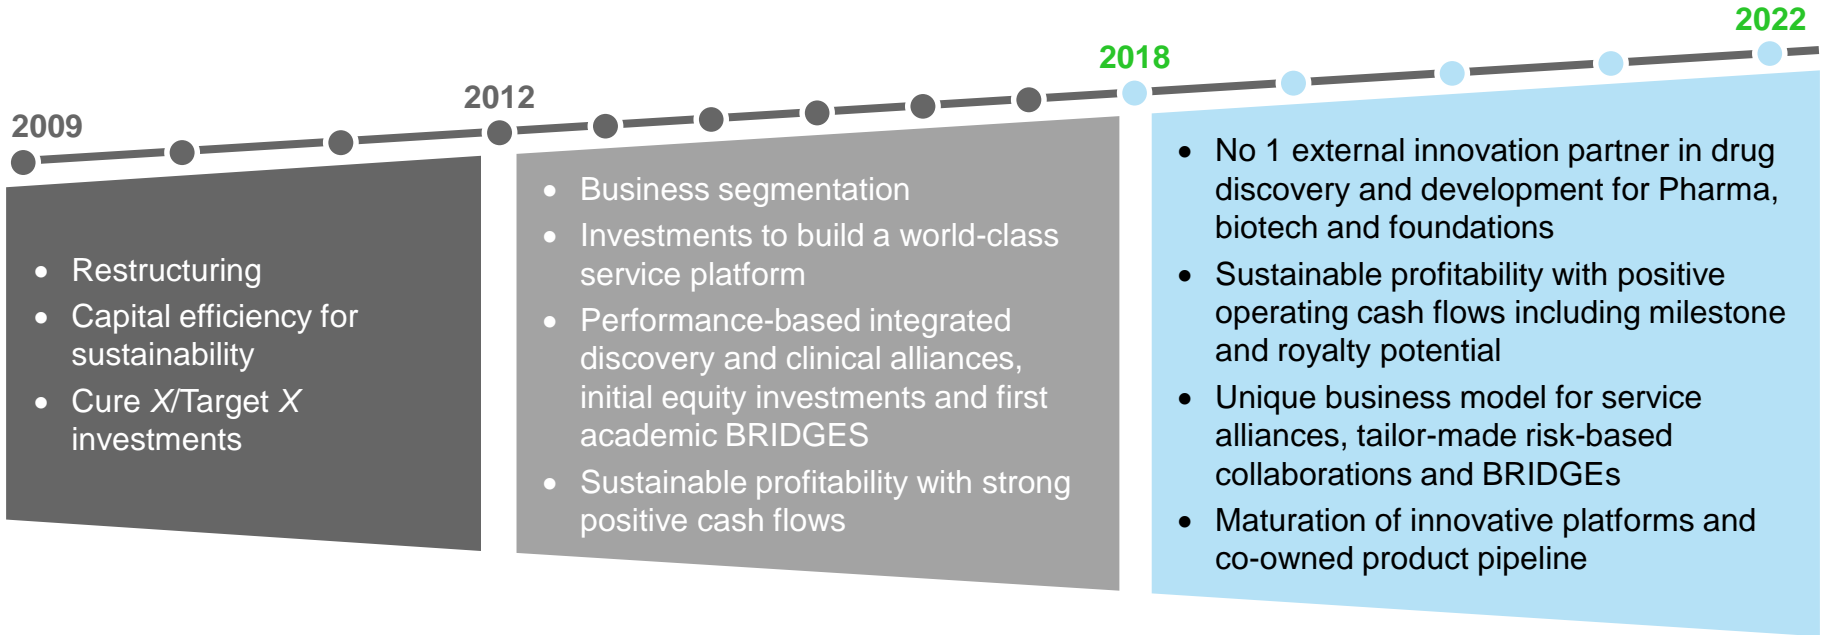 2009
2012
2018
2022
• Restructuring
• Capital efficiency for
sustainability
• Cure X/Target X
investments
• Business segmentation
• Investments to build a world-class
service platform
• Performance-based integrated
discovery and clinical alliances,
initial equity investments and first
academic BRIDGES
• Sustainable profitability with strong
positive cash flows
• No 1 external innovation partner in drug
discovery and development for Pharma,
biotech and foundations
• Sustainable profitability with positive
operating cash flows including milestone
and royalty potential
• Unique business model for service
alliances, tailor-made risk-based
collaborations and BRIDGEs
• Maturation of innovative platforms and
co-owned product pipeline